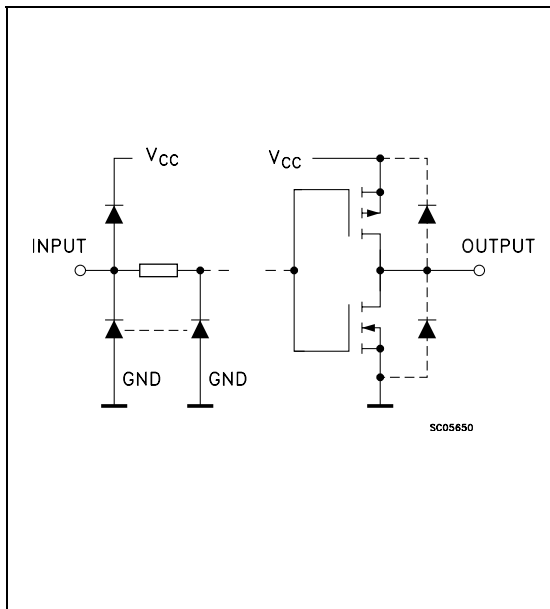 VCC
VCC
INPUT
OUTPUT
GND
GND
SC05650